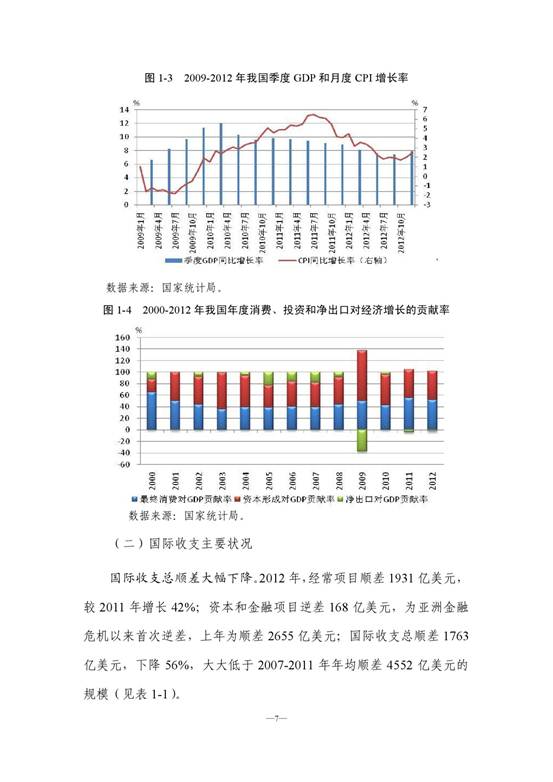 图 1-3 2009-2012 年我国季度 GDP 和月度 CPI 增长率
% %
14 7
12 6
10 5
8 4
6 3
4 2
2 1
0 0
-1
-2
-3
2009年1月 2009年4月 2009年7月 2009年10月 2010年1月 2010年4月 2010年7月 2010年10月 2011年1月 2011年4月 2011年7月 2011年10月 2012年1月 2012年4月 2012年7月 2012年10月
季度GDP同比增长率 CPI同比增长率（右轴）
数据来源：国家统计局。
图 1-4 2000-2012 年我国年度消费、投资和净出口对经济增长的贡献率
%
160
140
120
100
80
60
40
20
0
-20
-40
-60
2000 2001 2002 2003 2004 2005 2006 2007 2008 2009 2010 2011 2012
最终消费对GDP贡献率 资本形成对GDP贡献率 净出口对GDP贡献率
数据来源：国家统计局。
（二）国际收支主要状况
国际收支总顺差大幅下降。2012 年，经常项目顺差 1931 亿美元，
较 2011 年增长 42%；资本和金融项目逆差 168 亿美元，为亚洲金融
危机以来首次逆差，上年为顺差 2655 亿美元；国际收支总顺差 1763
亿美元，下降 56%，大大低于 2007-2011 年年均顺差 4552 亿美元的
规模（见表 1-1）。
—7—